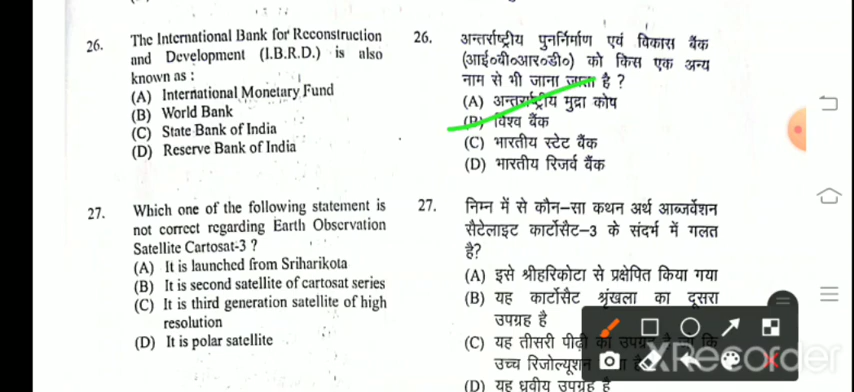 26. The International Bank for Reconstruction
and Development (I.B.R.D.) is also
known as :
(A) International Monetary Fund
(B) World Bank
(C) State Bank of India
(D) Reserve Bank of India
27. Which one of the following statement is
not correct regarding Earth Observation
Satellite Cartosat-3 ?
(A) It is launched from Sriharikota
(B) It is second satellite of cartosat series
(C) It is third generation satellite of high
resolution
(D) It is polar satellite
26. अन्तर्राष्ट्रीय पुनर्निर्माण एवं विकास बैंक
(आई०बी०आर०डी०) को किस एक अन्य
नाम से भी जाना जाता है ?
(A) अन्तर्राष्ट्रीय मुद्रा कोष
(B) विश्व बैंक
(C) भारतीय स्टेट बैंक
(D) भारतीय रिजर्व बैंक
27. निम्न में से कौन-सा कथन अर्थ आब्जर्वेशन
सैटेलाइट कार्टोसैट-3 के संदर्भ में गलत
है?
(A) इसे श्रीहरिकोटा से प्रक्षेपित किया गया
(B) यह कार्टोसैट श्रृंखला का दूसरा
उपग्रह है
(C) यह तीसरी पीढ़ी कि
उच्च रिजोल्यूशन
(D) यह ध्रुवीय उपग्रह है
XRecorder